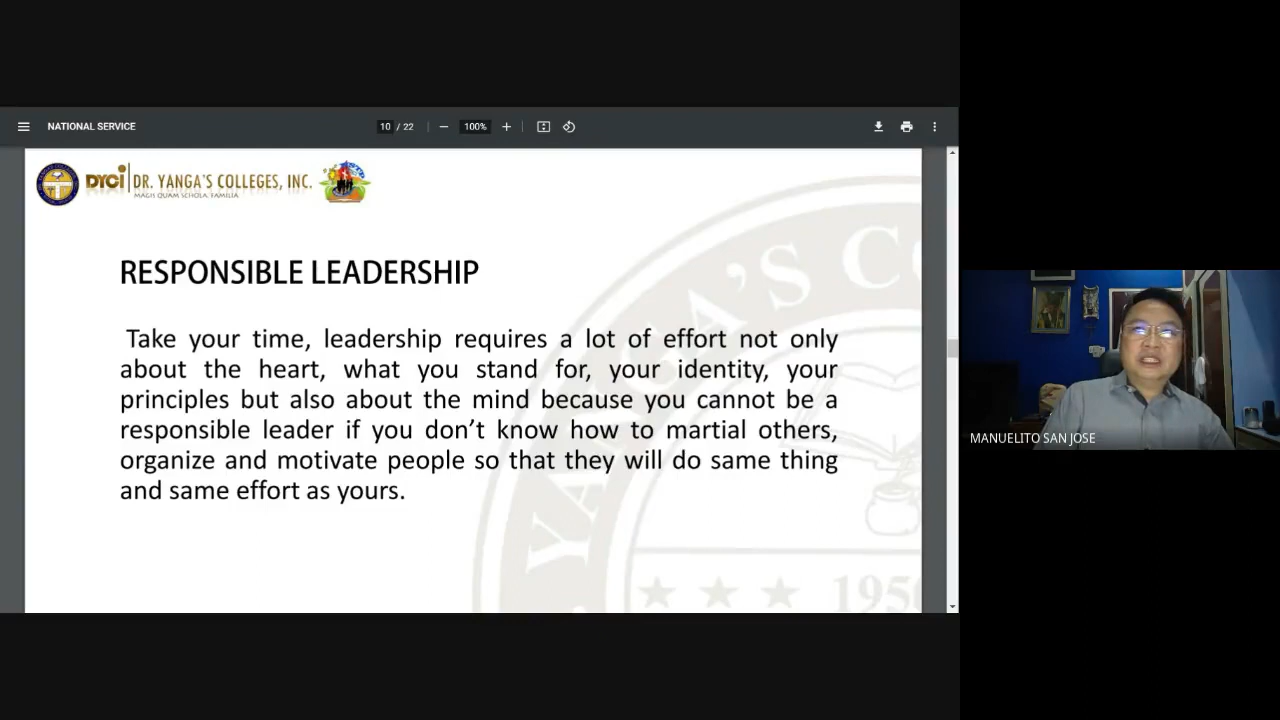 NATIONAL SERVICE
10 / 22
100%
DYCI DR. YANGA'S COLLEGES, INC.
MAGIS QUAM SCHOLA, FAMILIA
RESPONSIBLE LEADERSHIP
Take your time, leadership requires a lot of effort not only
about the heart, what you stand for, your identity, your
principles but also about the mind because you cannot be a
responsible leader if you don't know how to martial others,
organize and motivate people so that they will do same thing
and same effort as yours.
YANGA'S CO
1950
MANUELITO SAN JOSE